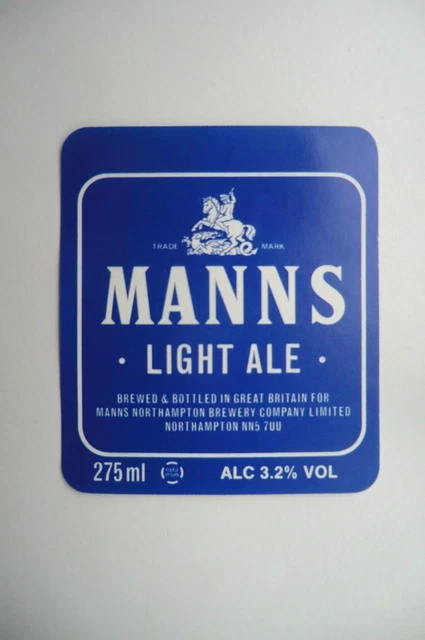 TRADE MARK
MANNS
· LIGHT ALE ·
BREWED & BOTTLED IN GREAT BRITAIN FOR
MANNS NORTHAMPTON BREWERY COMPANY LIMITED
NORTHAMPTON NN5 7UU
275ml ALC 3.2% VOL